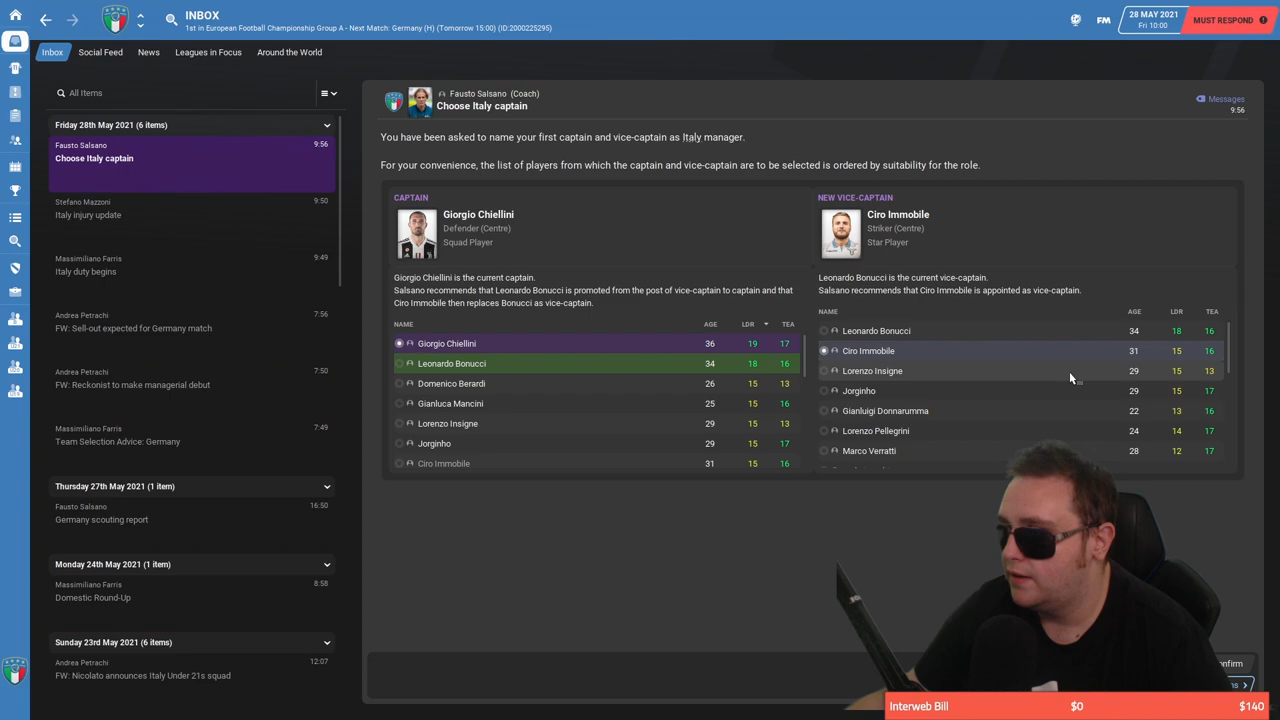 INBOX
1st in European Football Championship Group A - Next Match: Germany (H) (Tomorrow 15:00) (ID:2000225295)
FM
28 MAY 2021
Fri 10:00
MUST RESPOND
Inbox
Social Feed
News
Leagues in Focus
Around the World
All Items
Friday 28th May 2021 (6 items)
Fausto Salsano 9:56
Choose Italy captain
Stefano Mazzoni 9:50
Italy injury update
Massimiliano Farris 9:49
Italy duty begins
Andrea Petrachi 7:56
FW: Sell-out expected for Germany match
Andrea Petrachi 7:50
FW: Reckonist to make managerial debut
Massimiliano Farris 7:49
Team Selection Advice: Germany
Thursday 27th May 2021 (1 item)
Fausto Salsano 16:50
Germany scouting report
Monday 24th May 2021 (1 item)
Massimiliano Farris 8:58
Domestic Round-Up
Sunday 23rd May 2021 (6 items)
Andrea Petrachi 12:07
FW: Nicolato announces Italy Under 21s squad
Fausto Salsano (Coach)
Choose Italy captain
Messages
9:56
You have been asked to name your first captain and vice-captain as Italy manager.
For your convenience, the list of players from which the captain and vice-captain are to be selected is ordered by suitability for the role.
CAPTAIN
Giorgio Chiellini
Defender (Centre)
Squad Player
Giorgio Chiellini is the current captain.
Salsano recommends that Leonardo Bonucci is promoted from the post of vice-captain to captain and that
Ciro Immobile then replaces Bonucci as vice-captain.
NAME AGE LDR TEA
Giorgio Chiellini 36 19 17
Leonardo Bonucci 34 18 16
Domenico Berardi 26 15 13
Gianluca Mancini 25 15 16
Lorenzo Insigne 29 15 13
Jorginho 29 15 17
Ciro Immobile 31 15 16
NEW VICE-CAPTAIN
Ciro Immobile
Striker (Centre)
Star Player
Leonardo Bonucci is the current vice-captain.
Salsano recommends that Ciro Immobile is appointed as vice-captain.
NAME AGE LDR TEA
Leonardo Bonucci 34 18 16
Ciro Immobile 31 15 16
Lorenzo Insigne 29 15 13
Jorginho 29 15 17
Gianluigi Donnarumma 22 13 16
Lorenzo Pellegrini 24 14 17
Marco Verratti 28 12 17
Interweb Bill $0 $140